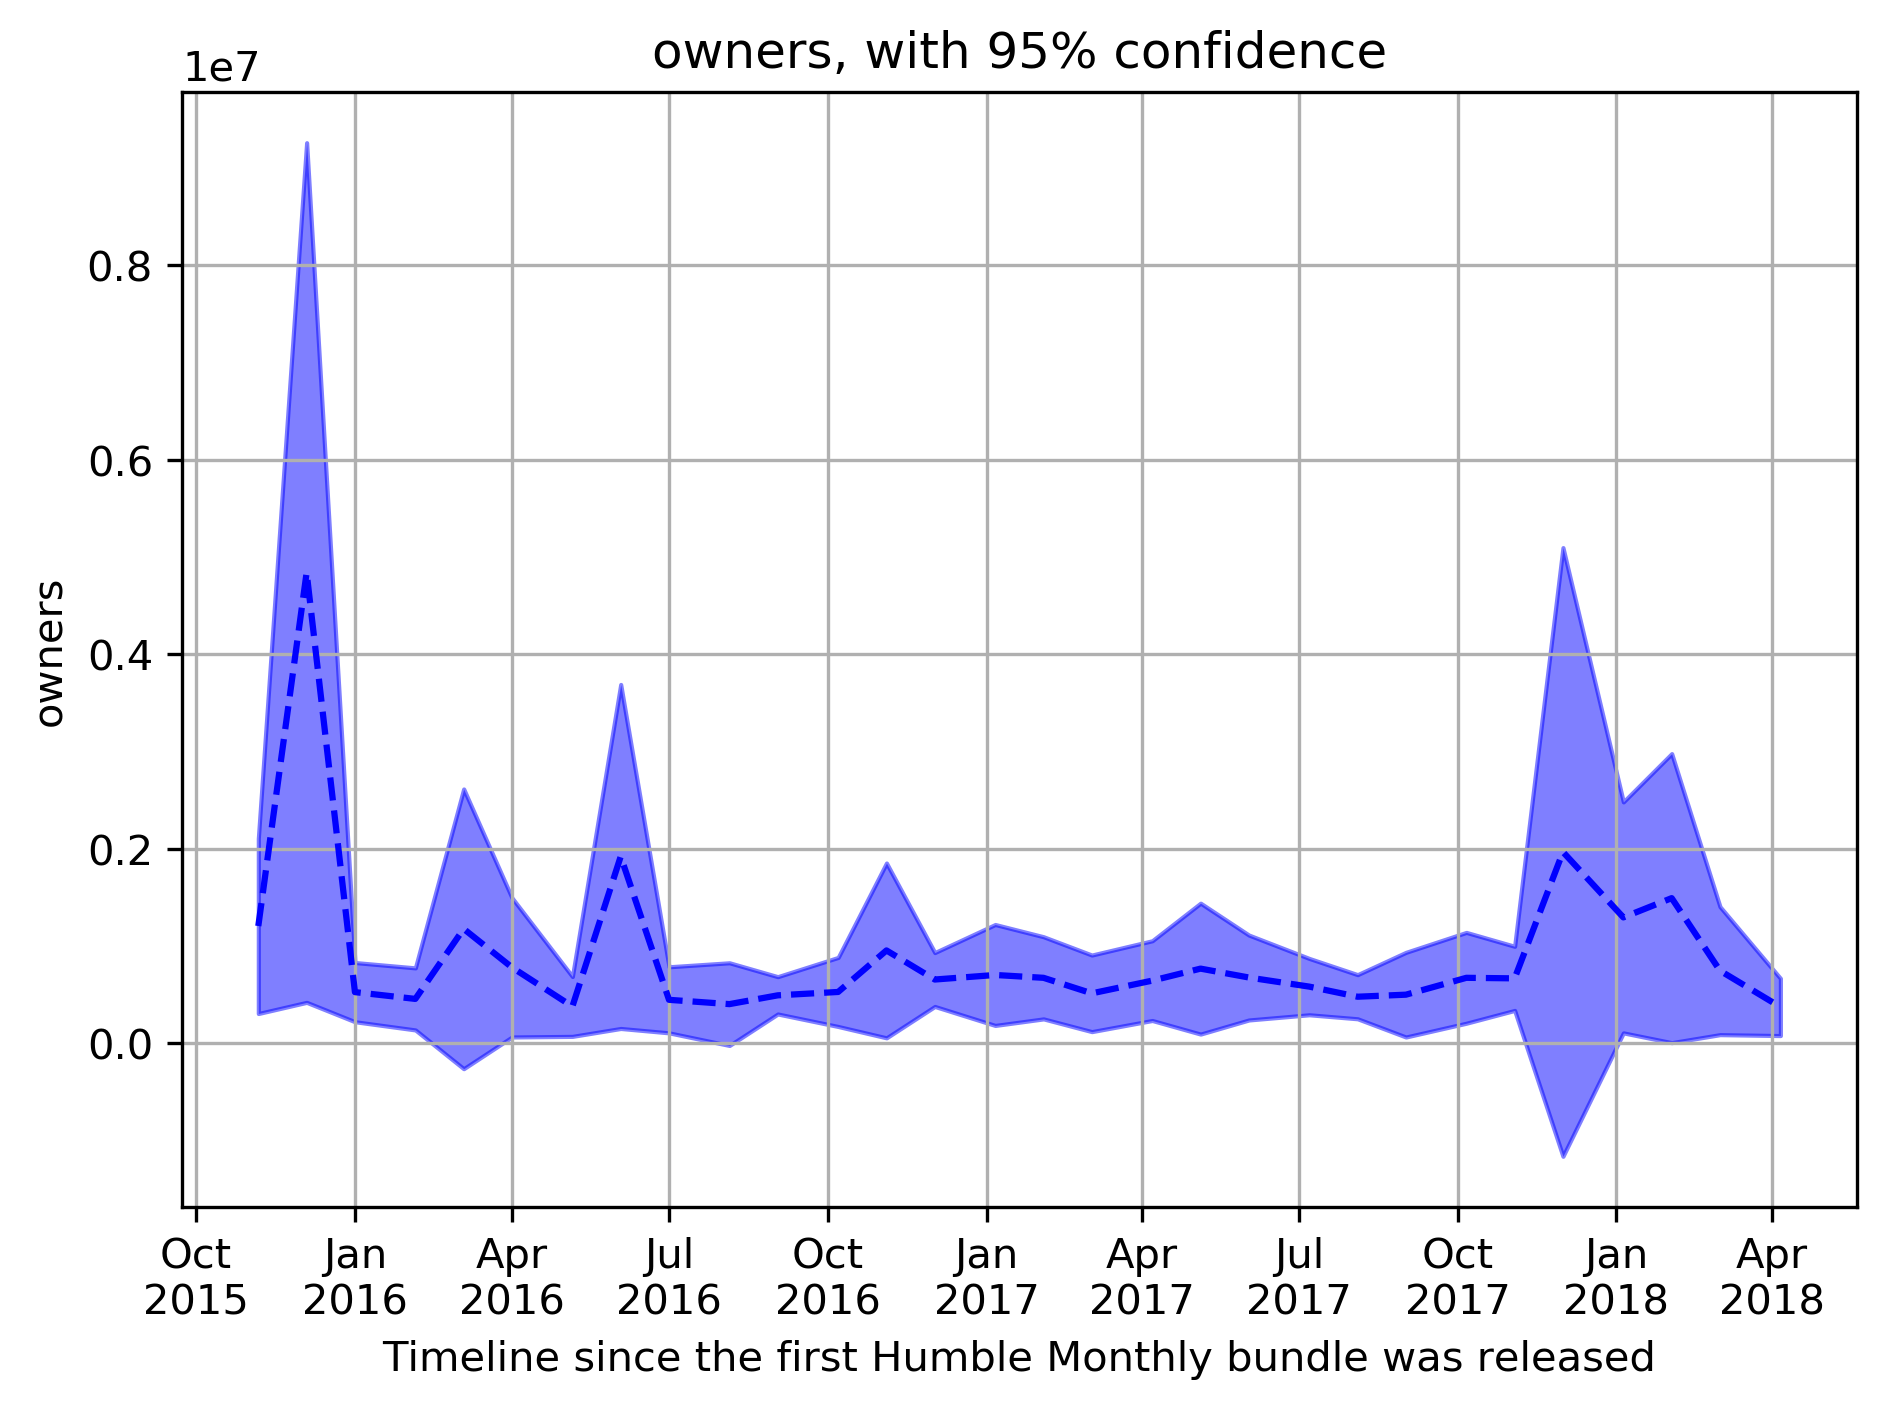 owners, with 95% confidence
1e7
0.8
0.6
0.4
0.2
0.0
owners
Oct Jan Apr Jul Oct Jan Apr Jul Oct Jan Apr
2015 2016 2016 2016 2016 2017 2017 2017 2017 2018 2018
Timeline since the first Humble Monthly bundle was released